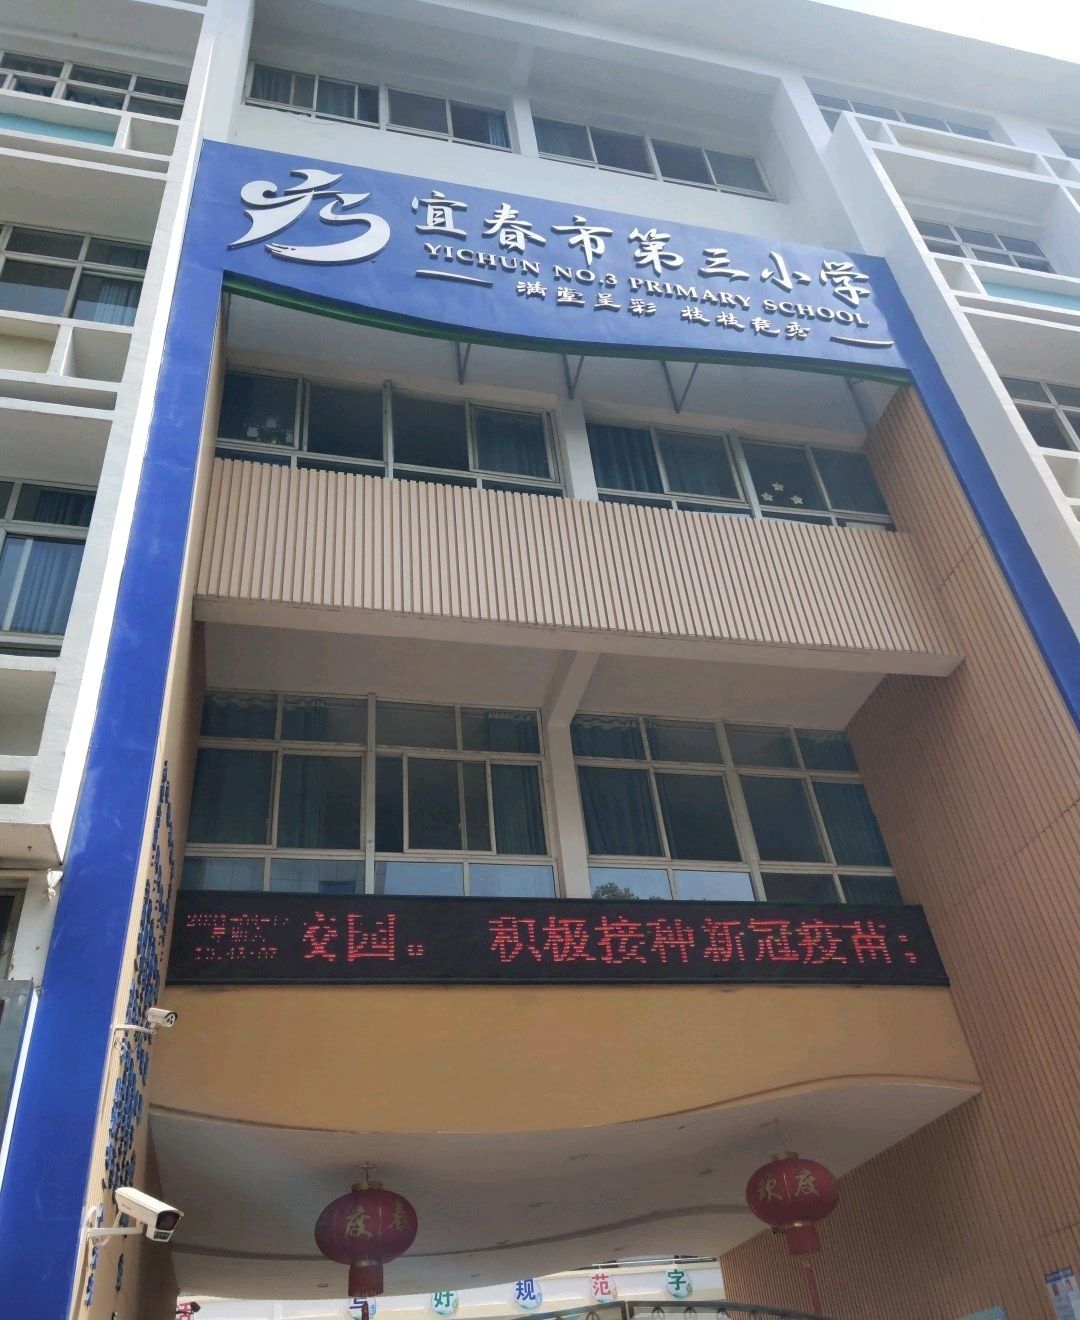 宜春市第三小学
YICHUN NO.3 PRIMARY SCHOOL
满堂呈彩 枝枝竞秀
校园。 积极接种新冠疫苗；
度 春
欢 度
写 好 规 范 字